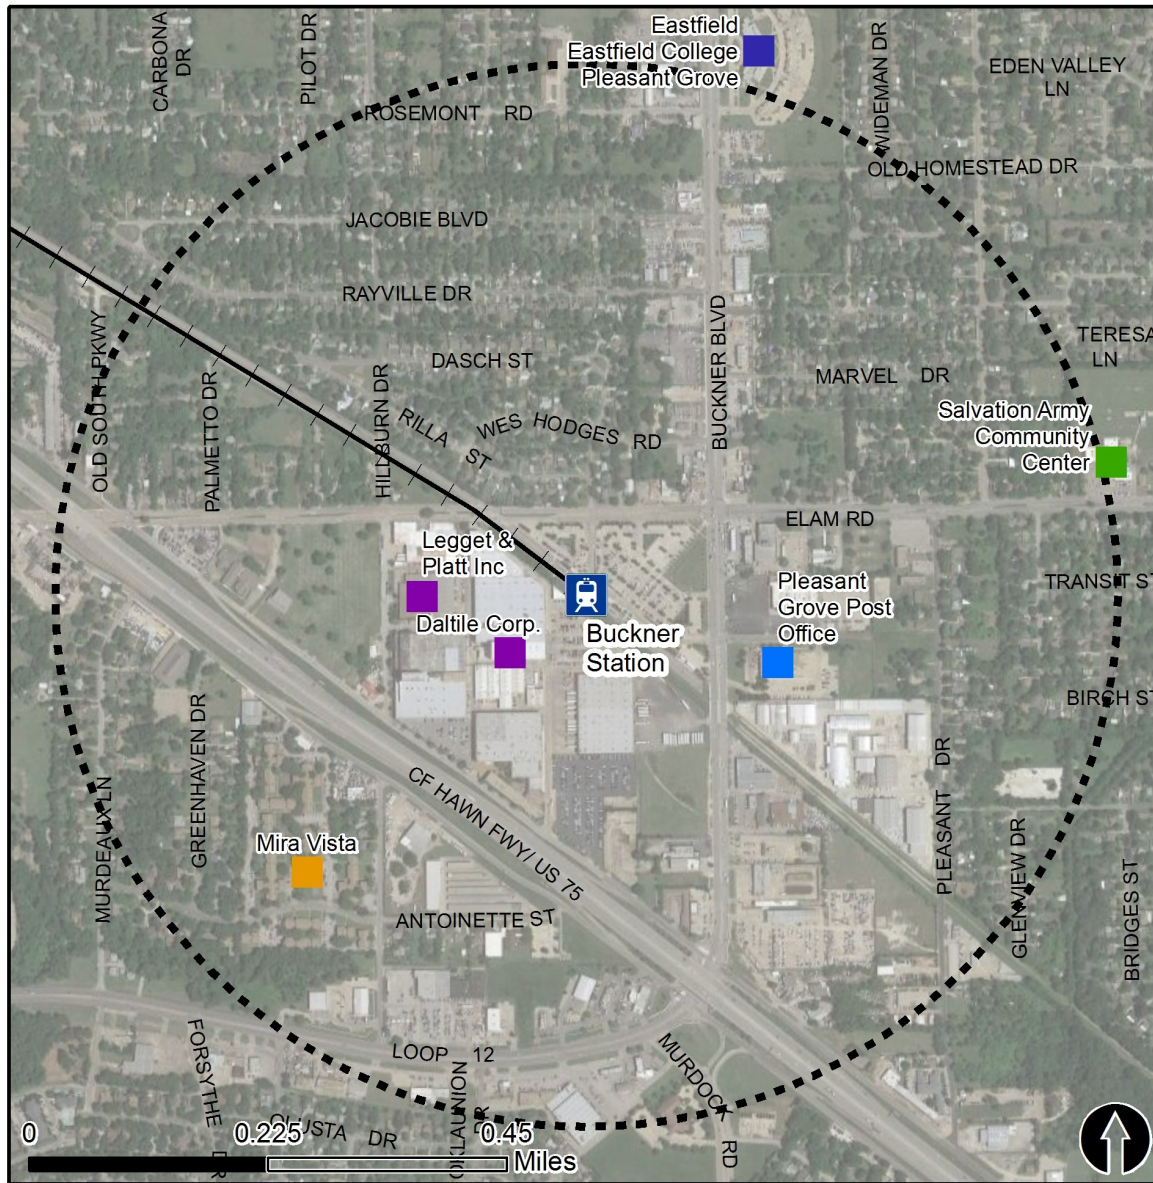 Eastfield
Eastfield College
Pleasant Grove
CARBONA
DR
PILOT DR
WIDEMAN DR
EDEN VALLEY
LN
ROSEMONT RD
OLD HOMESTEAD DR
JACOBIE BLVD
RAYVILLE DR
OLD SOUTH PKWY
BUCKNER BLVD
TERESA
LN
DASCH ST
MARVEL DR
PALMETTO DR
HILLBURN DR
RILLA
ST
WES HODGES RD
Salvation Army
Community
Center
ELAM RD
Legget &
Platt Inc
Pleasant
Grove Post
Office
TRANSIT ST
Daltile Corp.
Buckner
Station
BIRCH ST
GREENHAVEN DR
MURDEAUX LN
CF HAWN FWY/ US 75
PLEASANT DR
Mira Vista
GLENVIEW DR
BRIDGES ST
ANTOINETTE ST
FORSYTHE
DR
LOOP 12
OKLAUNION
DR
MURDOCK
RD
OLUSTA DR
0 0.225 0.45
Miles